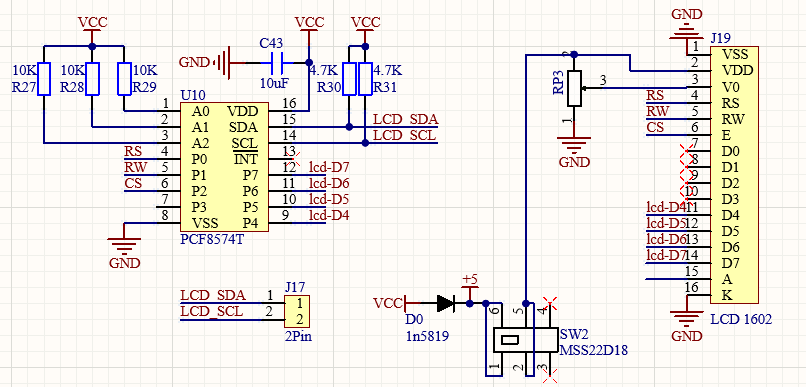 VCC
VCC
VCC
10K
R27
10K
R28
10K
R29
GND
C43
10uF
4.7K
R30
4.7K
R31
U10
1 A0 VDD 16
2 A1 SDA 15 LCD_SDA
3 A2 SCL 14 LCD_SCL
RS 4 P0 INT 13
RW 5 P1 P7 12 lcd-D7
CS 6 P2 P6 11 lcd-D6
7 P3 P5 10 lcd-D5
8 VSS P4 9 lcd-D4
PCF8574T
GND
LCD_SDA 1 1
LCD_SCL 2 2
J17
2Pin
VCC
D0
1n5819
+5
6 5 4
1 2 3
SW2
MSS22D18
2
RP3
3
1
GND
GND
J19
1 VSS
2 VDD
3 V0
RS 4 RS
RW 5 RW
CS 6 E
7 D0
8 D1
9 D2
10 D3
lcd-D4 11 D4
lcd-D5 12 D5
lcd-D6 13 D6
lcd-D7 14 D7
15 A
16 K
GND
LCD 1602